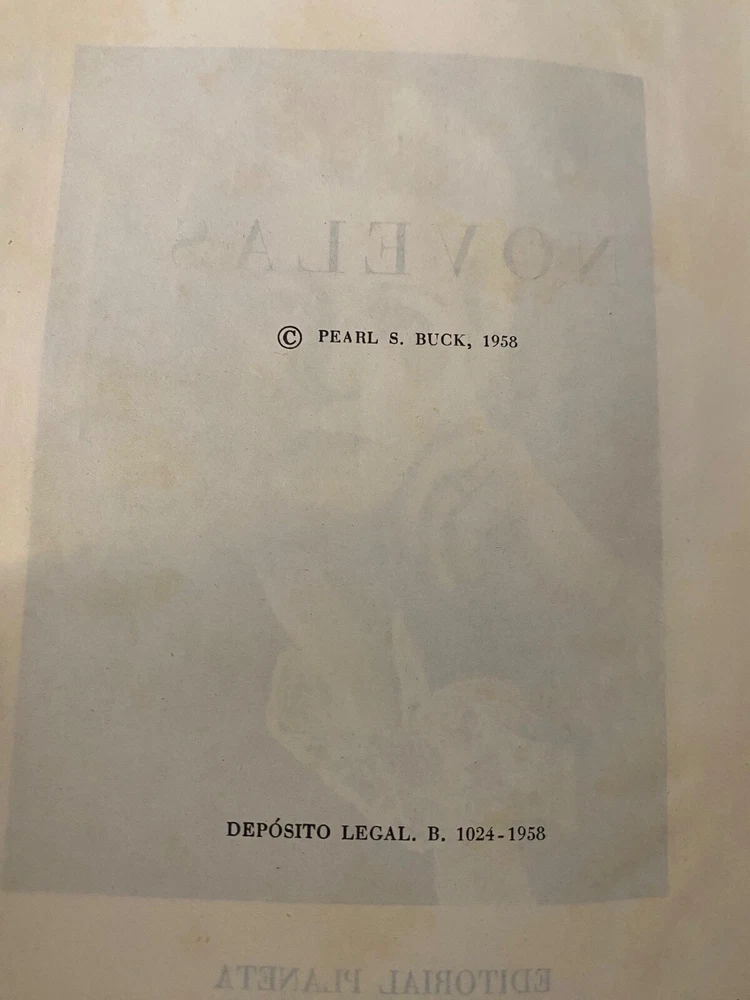 NOVELAS
© PEARL S. BUCK, 1958
DEPÓSITO LEGAL. B. 1024-1958
EDITORIAL PLANETA